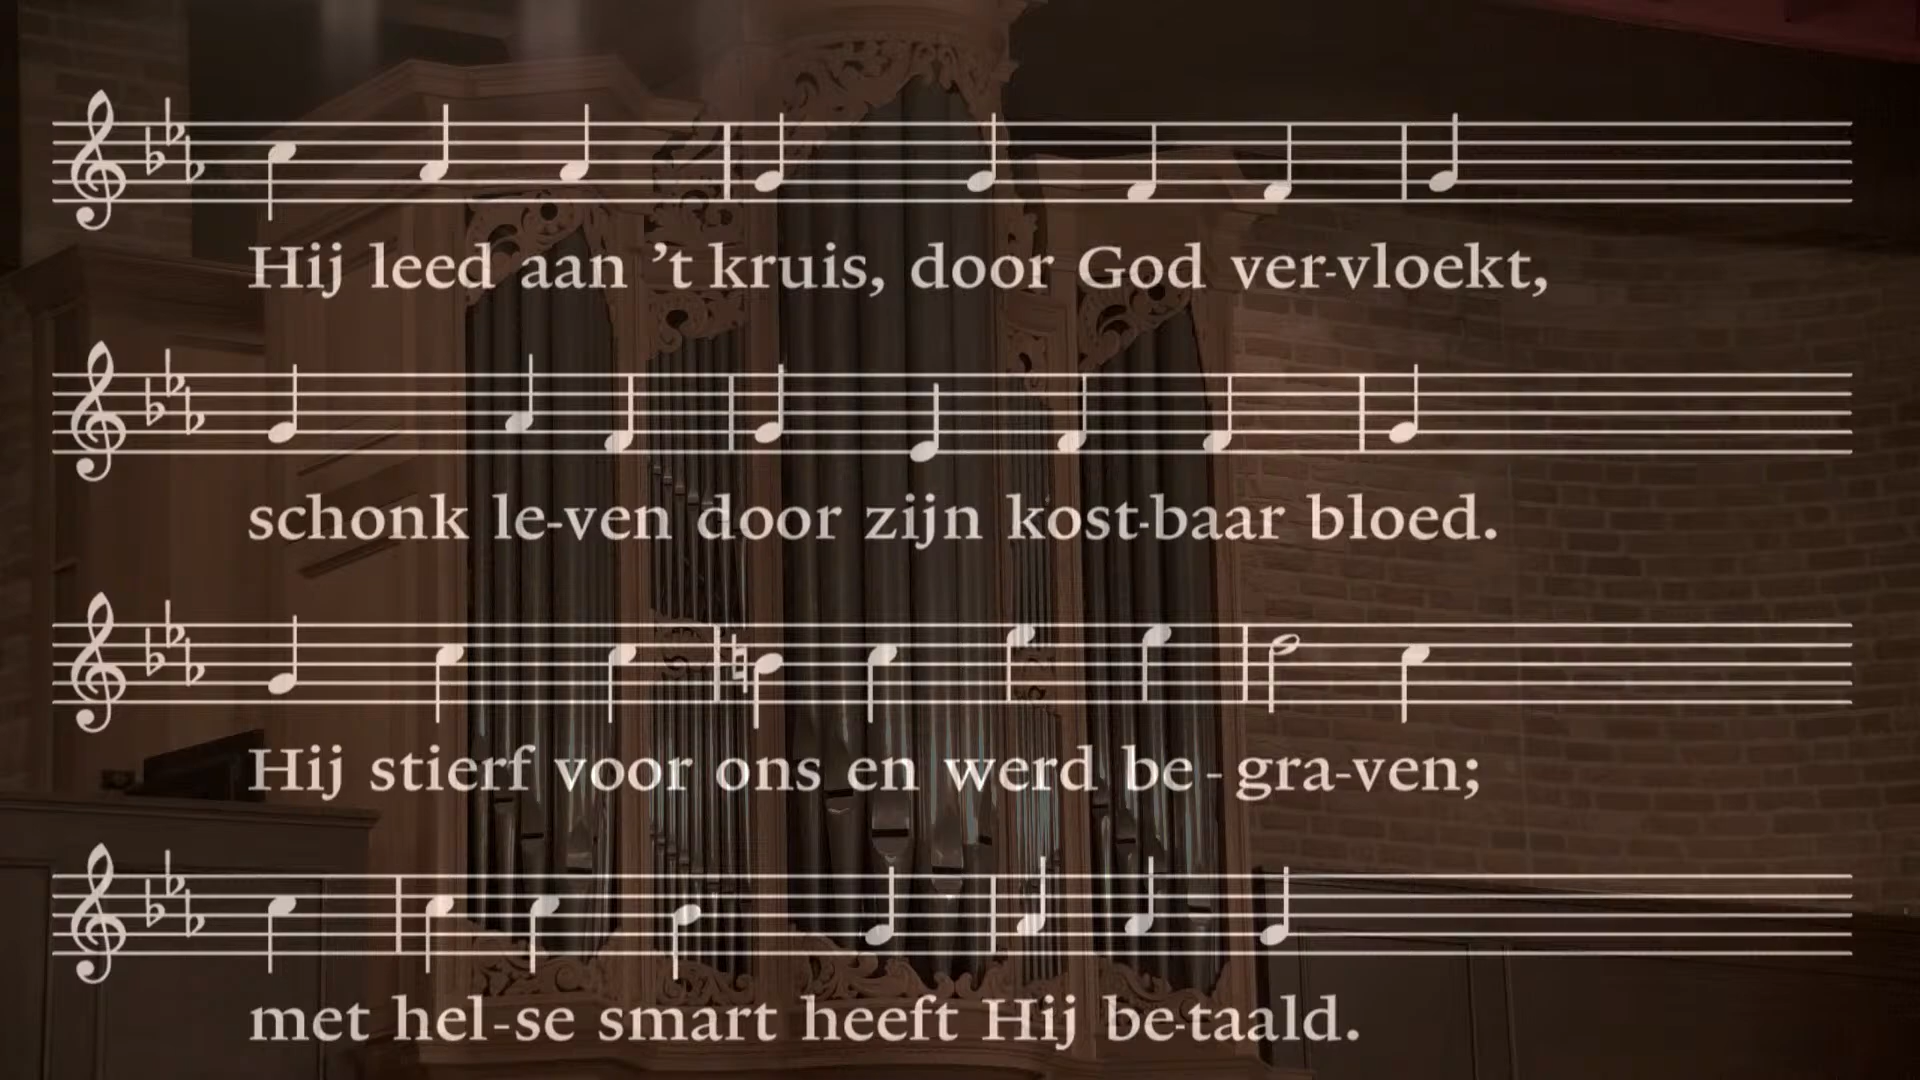 Hij leed aan ’t kruis, door God ver-vloekt,
schonk le-ven door zijn kost-baar bloed.
Hij stierf voor ons en werd be - gra-ven;
met hel-se smart heeft Hij be-taald.